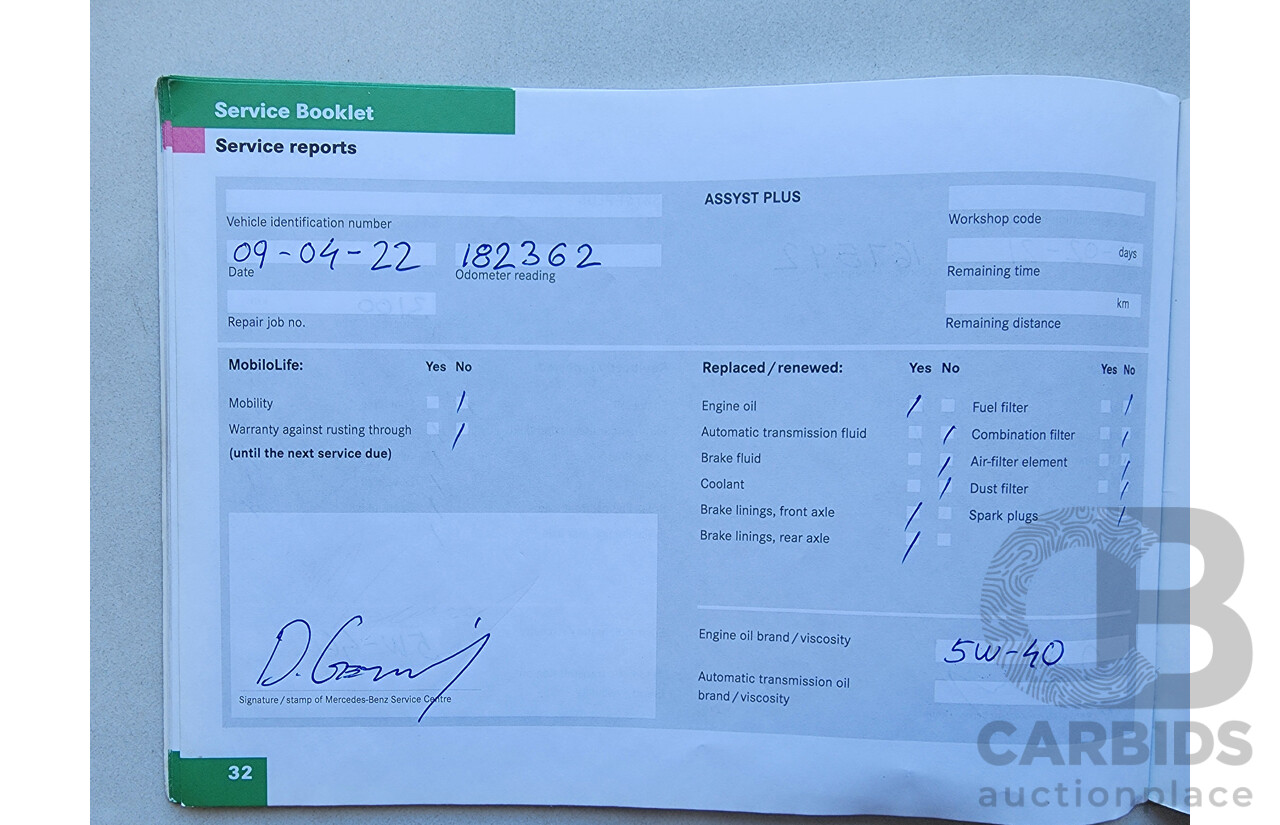 Service Booklet
Service reports
Vehicle identification number
ASSYST PLUS
Workshop code
09-04-22 182362
Date Odometer reading
days
Remaining time
Repair job no.
km
Remaining distance
MobiloLife: Yes No
Mobility
Warranty against rusting through
(until the next service due)
Replaced/renewed: Yes No Yes No
Engine oil Fuel filter
Automatic transmission fluid Combination filter
Brake fluid Air-filter element
Coolant Dust filter
Brake linings, front axle Spark plugs
Brake linings, rear axle
Engine oil brand/viscosity 5W-40
Automatic transmission oil
brand/viscosity
Signature/stamp of Mercedes-Benz Service Centre
32
CARBIDS
auctionplace